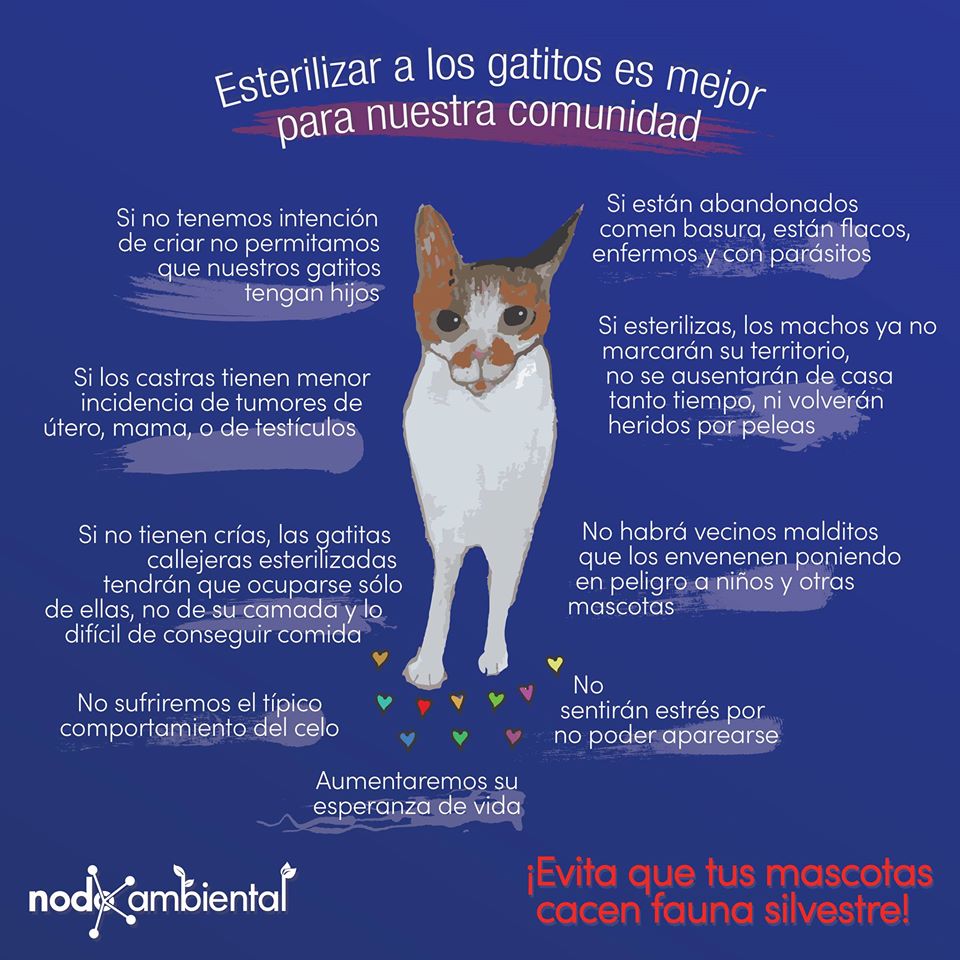 Esterilizar a los gatitos es mejor
para nuestra comunidad
Si no tenemos intención
de criar no permitamos
que nuestros gatitos
tengan hijos
Si están abandonados
comen basura, están flacos,
enfermos y con parásitos
Si los castras tienen menor
incidencia de tumores de
útero, mama, o de testículos
Si esterilizas, los machos ya no
marcarán su territorio,
no se ausentarán de casa
tanto tiempo, ni volverán
heridos por peleas
Si no tienen crías, las gatitas
callejeras esterilizadas
tendrán que ocuparse sólo
de ellas, no de su camada y lo
difícil de conseguir comida
No habrá vecinos malditos
que los envenenen poniendo
en peligro a niños y otras
mascotas
No sufriremos el típico
comportamiento del celo
No
sentirán estrés por
no poder aparearse
Aumentaremos su
esperanza de vida
nodo ambiental
¡Evita que tus mascotas
cacen fauna silvestre!